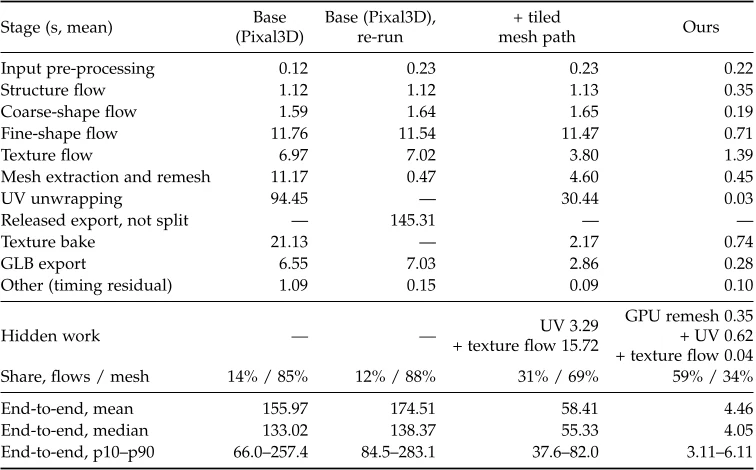 Stage (s, mean) Base (Pixal3D) Base (Pixal3D), re-run + tiled mesh path Ours
Input pre-processing 0.12 0.23 0.23 0.22
Structure flow 1.12 1.12 1.13 0.35
Coarse-shape flow 1.59 1.64 1.65 0.19
Fine-shape flow 11.76 11.54 11.47 0.71
Texture flow 6.97 7.02 3.80 1.39
Mesh extraction and remesh 11.17 0.47 4.60 0.45
UV unwrapping 94.45 — 30.44 0.03
Released export, not split — 145.31 — —
Texture bake 21.13 — 2.17 0.74
GLB export 6.55 7.03 2.86 0.28
Other (timing residual) 1.09 0.15 0.09 0.10
Hidden work — — UV 3.29 + texture flow 15.72 GPU remesh 0.35 + UV 0.62 + texture flow 0.04
Share, flows / mesh 14% / 85% 12% / 88% 31% / 69% 59% / 34%
End-to-end, mean 155.97 174.51 58.41 4.46
End-to-end, median 133.02 138.37 55.33 4.05
End-to-end, p10–p90 66.0–257.4 84.5–283.1 37.6–82.0 3.11–6.11